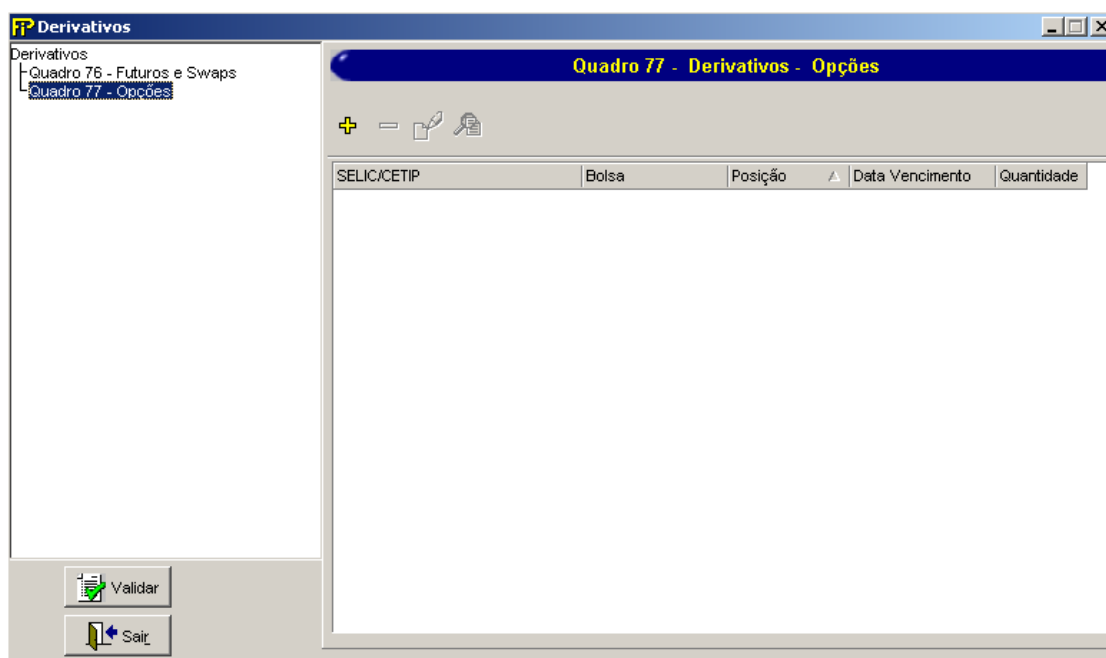 FIP Derivativos
Derivativos
Quadro 76 - Futuros e Swaps
Quadro 77 - Opções
Quadro 77 - Derivativos - Opções
SELIC/CETIP Bolsa Posição Data Vencimento Quantidade
Validar
Sair